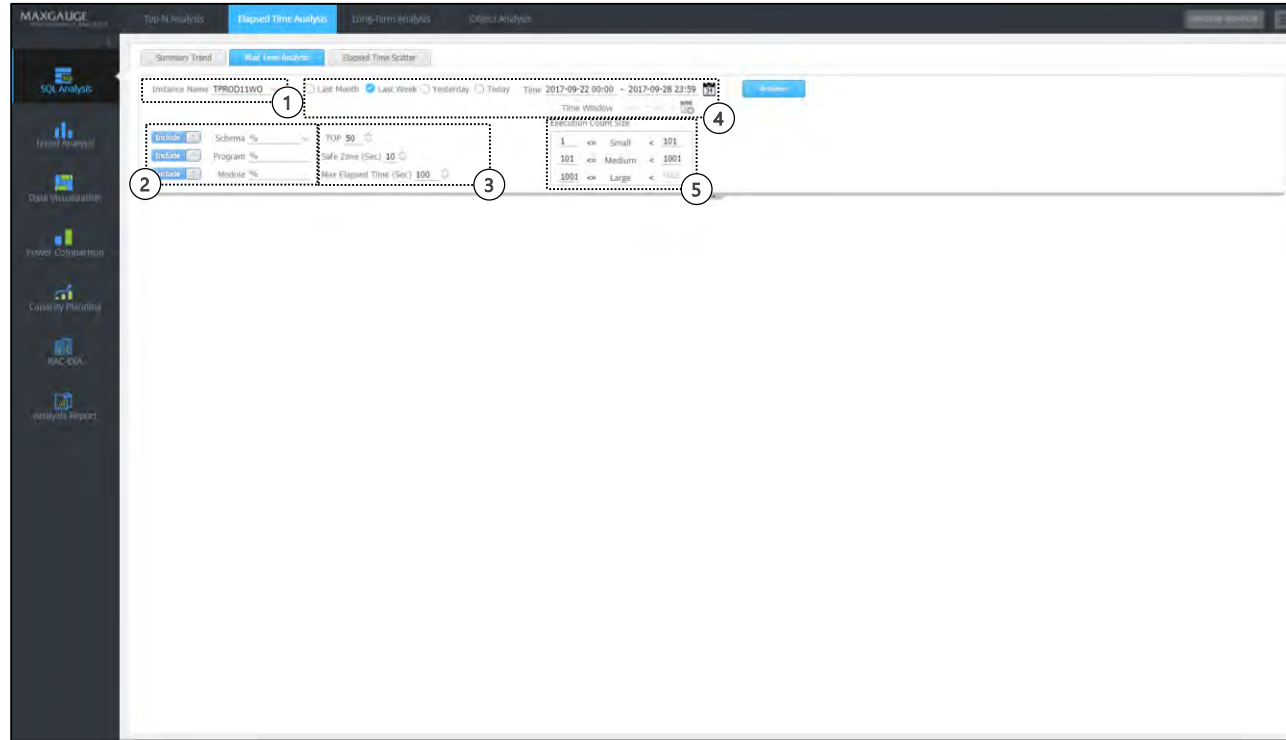 MAXGAUGE
Top-N Analysis
Elapsed Time Analysis
Long-Term Analysis
Object Analysis
Summary Trend
Wait Time Analysis
Elapsed Time Scatter
SQL Analysis
Instance Name TPROD11WO
1
Last Month Last Week Yesterday Today Time 2017-09-22 00:00 ~ 2017-09-28 23:59
Time Window
4
Include Schema %
TOP 50
Execution Count Size
1 <= Small < 101
Include Program %
Safe Zone (Sec) 10
101 <= Medium < 1001
Include Module %
Max Elapsed Time (Sec) 100
1001 <= Large < MAX
2
3
5
Trend Analysis
Data Visualization
Power Comparison
Capacity Planning
RAC-EXA
Analysis Report